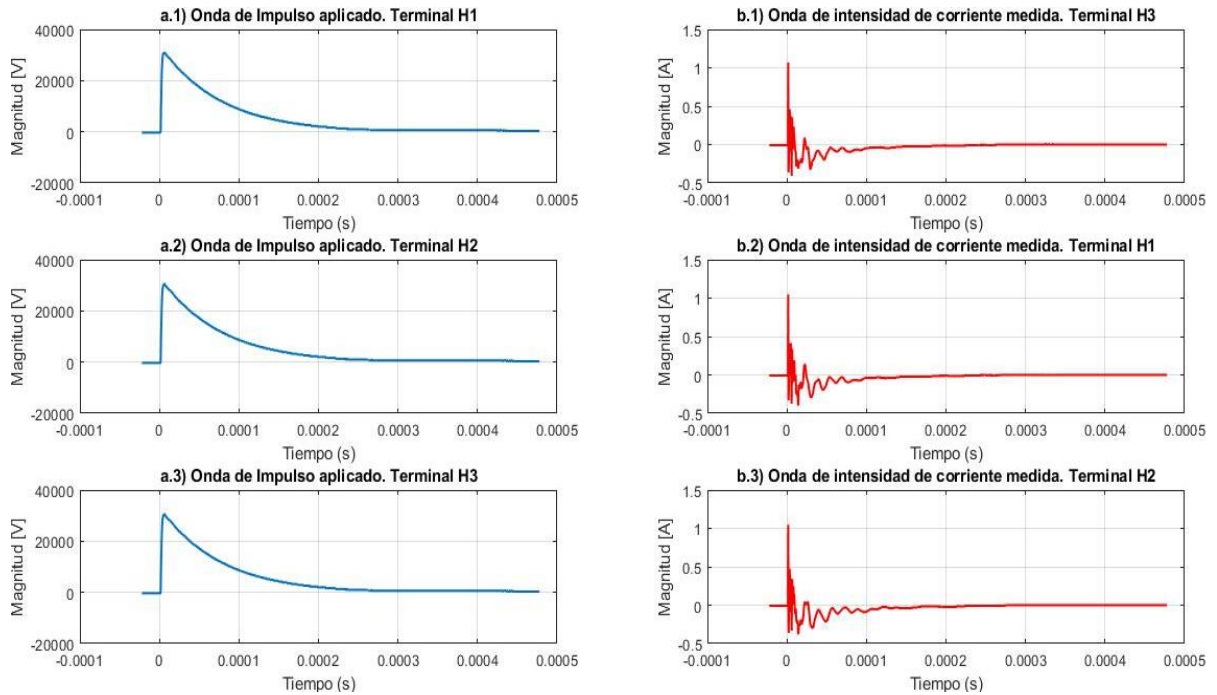 a.1) Onda de Impulso aplicado. Terminal H1
40000
20000
0
-20000
Magnitud [V]
-0.0001 0 0.0001 0.0002 0.0003 0.0004 0.0005
Tiempo (s)
b.1) Onda de intensidad de corriente medida. Terminal H3
1.5
1
0.5
0
-0.5
Magnitud [A]
-0.0001 0 0.0001 0.0002 0.0003 0.0004 0.0005
Tiempo (s)
a.2) Onda de Impulso aplicado. Terminal H2
40000
20000
0
-20000
Magnitud [V]
-0.0001 0 0.0001 0.0002 0.0003 0.0004 0.0005
Tiempo (s)
b.2) Onda de intensidad de corriente medida. Terminal H1
1.5
1
0.5
0
-0.5
Magnitud [A]
-0.0001 0 0.0001 0.0002 0.0003 0.0004 0.0005
Tiempo (s)
a.3) Onda de Impulso aplicado. Terminal H3
40000
20000
0
-20000
Magnitud [V]
-0.0001 0 0.0001 0.0002 0.0003 0.0004 0.0005
Tiempo (s)
b.3) Onda de intensidad de corriente medida. Terminal H2
1.5
1
0.5
0
-0.5
Magnitud [A]
-0.0001 0 0.0001 0.0002 0.0003 0.0004 0.0005
Tiempo (s)